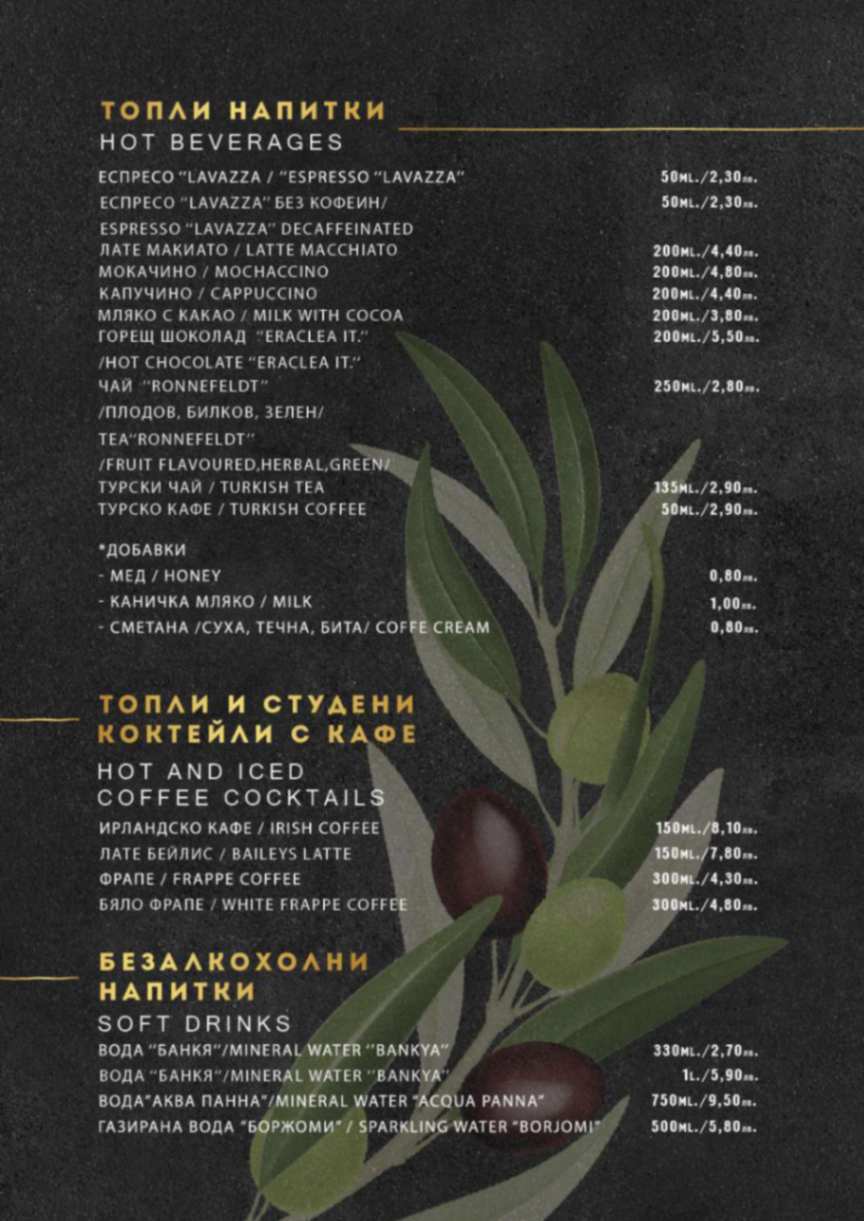 ТОПЛИ НАПИТКИ
HOT BEVERAGES
ЕСПРЕСО "LAVAZZA / "ESPRESSO "LAVAZZA" 50ML./2,30лв.
ЕСПРЕСО "LAVAZZA" БЕЗ КОФЕИН/ 50ML./2,30лв.
ESPRESSO "LAVAZZA" DECAFFEINATED
ЛАТЕ МАКИАТО / LATTE MACCHIATO 200ML./4,40лв.
МОКАЧИНО / MOCHACCINO 200ML./4,80лв.
КАПУЧИНО / CAPPUCCINO 200ML./4,40лв.
МЛЯКО С КАКАО / MILK WITH COCOA 200ML./3,80лв.
ГОРЕЩ ШОКОЛАД "ERACLEA IT." 200ML./5,50лв.
/HOT CHOCOLATE "ERACLEA IT."
ЧАЙ "RONNEFELDT" 250ML./2,80лв.
/ПЛОДОВ, БИЛКОВ, ЗЕЛЕН/
TEA"RONNEFELDT"
/FRUIT FLAVOURED,HERBAL,GREEN/
ТУРСКИ ЧАЙ / TURKISH TEA 135ML./2,90лв.
ТУРСКО КАФЕ / TURKISH COFFEE 50ML./2,90лв.
*ДОБАВКИ
- МЕД / HONEY 0,80лв.
- КАНИЧКА МЛЯКО / MILK 1,00лв.
- СМЕТАНА /СУХА, ТЕЧНА, БИТА/ COFFE CREAM 0,80лв.
ТОПЛИ И СТУДЕНИ
КОКТЕЙЛИ С КАФЕ
HOT AND ICED
COFFEE COCKTAILS
ИРЛАНДСКО КАФЕ / IRISH COFFEE 150ML./8,10лв.
ЛАТЕ БЕЙЛИС / BAILEYS LATTE 150ML./7,80лв.
ФРАПЕ / FRAPPE COFFEE 300ML./4,30лв.
БЯЛО ФРАПЕ / WHITE FRAPPE COFFEE 300ML./4,80лв.
БЕЗАЛКОХОЛНИ
НАПИТКИ
SOFT DRINKS
ВОДА "БАНКЯ"/MINERAL WATER "BANKYA" 330ML./2,70лв.
ВОДА "БАНКЯ"/MINERAL WATER "BANKYA" 1L./5,90лв.
ВОДА"АКВА ПАННА"/MINERAL WATER "ACQUA PANNA" 750ML./9,50лв.
ГАЗИРАНА ВОДА "БОРЖОМИ" / SPARKLING WATER "BORJOMI" 500ML./5,80лв.